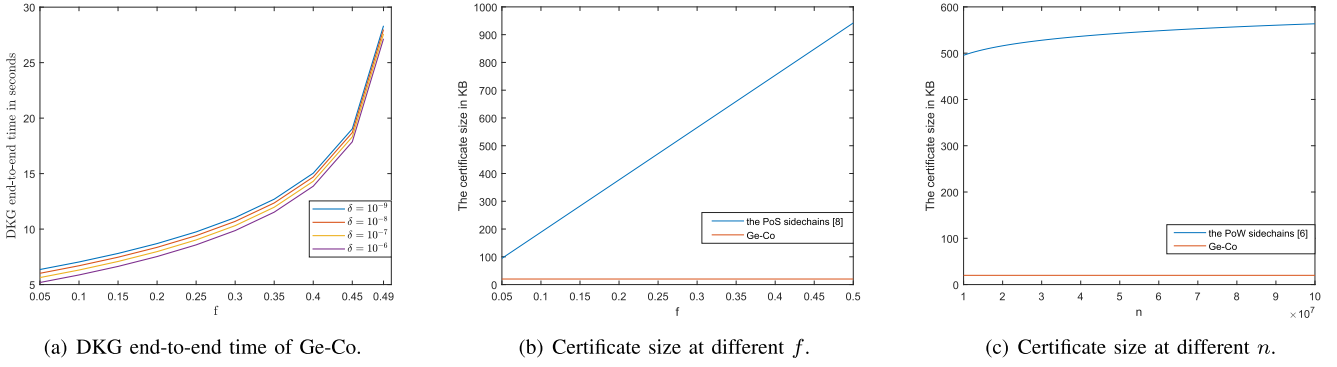 30
25
20
15
10
5
DKG end-to-end time in seconds
0.05 0.1 0.15 0.2 0.25 0.3 0.35 0.4 0.45 0.49
f
δ = 10⁻⁹
δ = 10⁻⁸
δ = 10⁻⁷
δ = 10⁻⁶
(a) DKG end-to-end time of Ge-Co.
1000
900
800
700
600
500
400
300
200
100
0
The certificate size in KB
0.05 0.1 0.15 0.2 0.25 0.3 0.35 0.4 0.45 0.5
f
the PoS sidechains [8]
Ge-Co
(b) Certificate size at different f.
600
500
400
300
200
100
0
The certificate size in KB
1 2 3 4 5 6 7 8 9 10
n
×10⁷
the PoW sidechains [6]
Ge-Co
(c) Certificate size at different n.